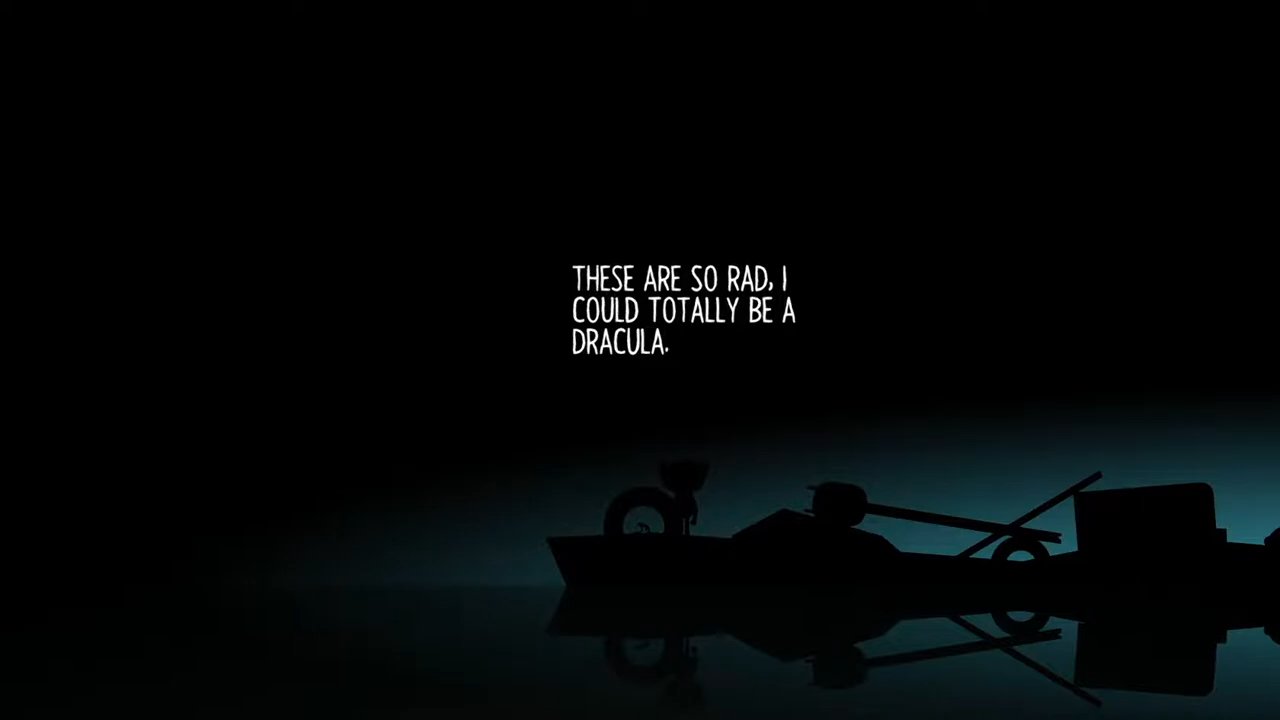 THESE ARE SO RAD, I
COULD TOTALLY BE A
DRACULA.